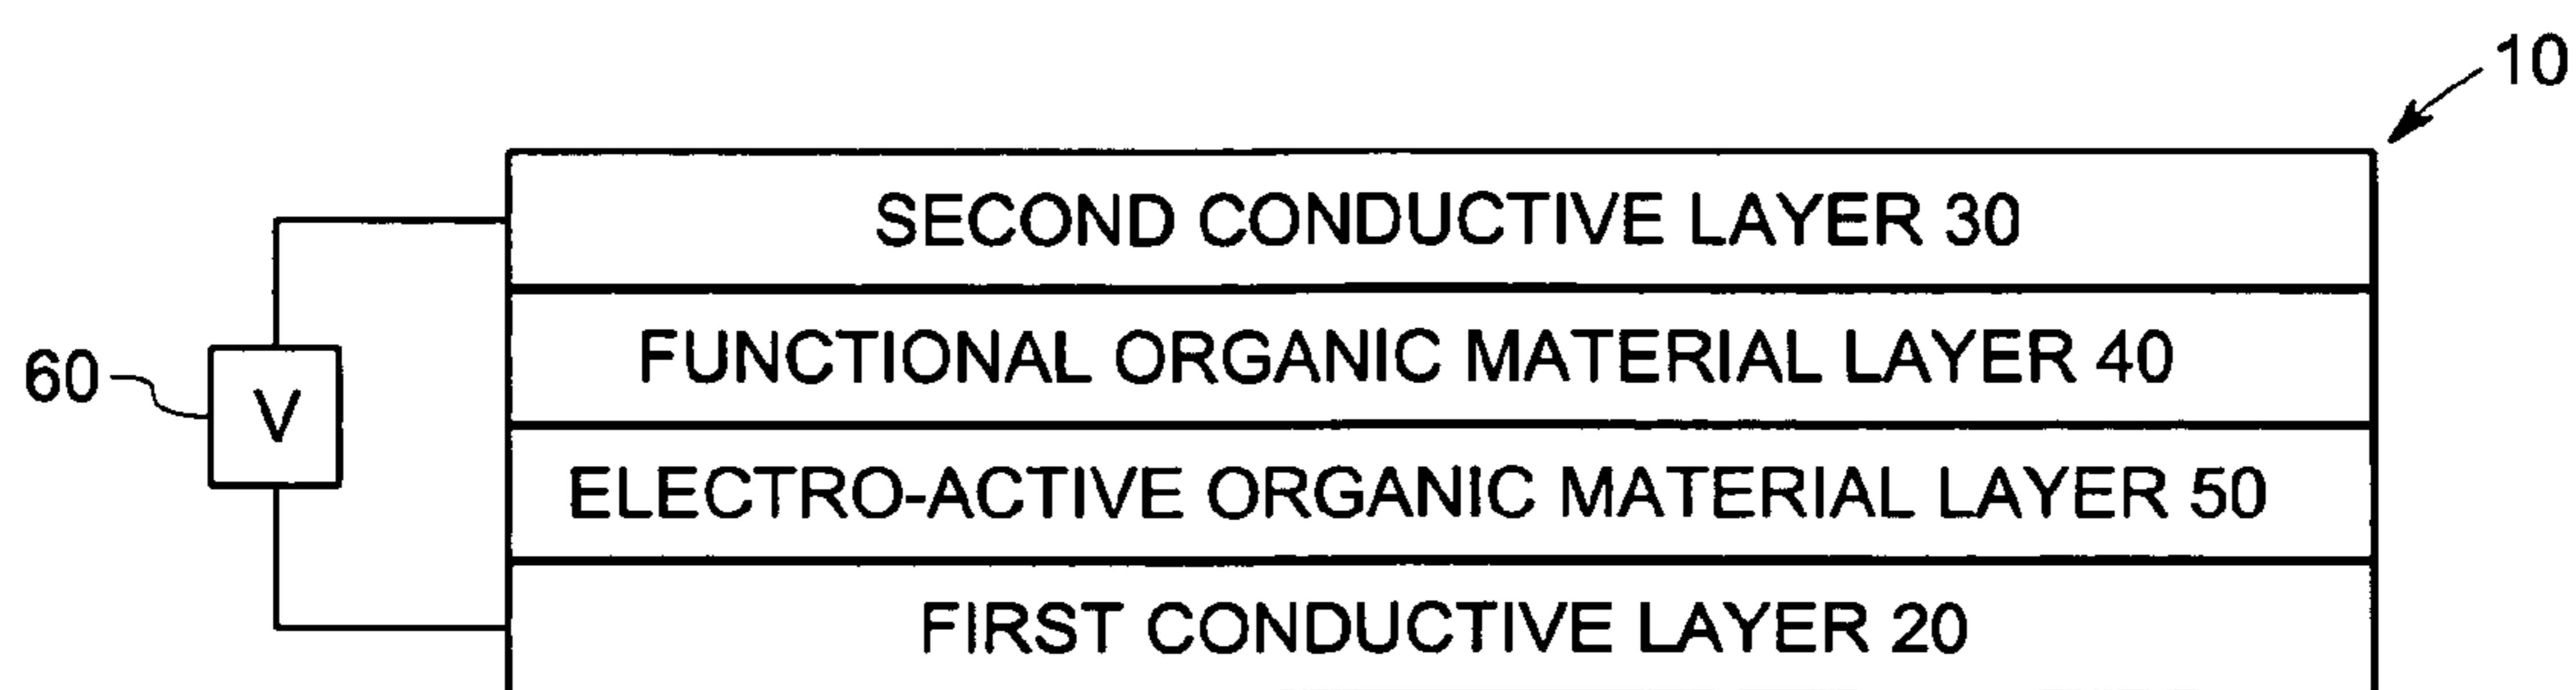 10
SECOND CONDUCTIVE LAYER 30
FUNCTIONAL ORGANIC MATERIAL LAYER 40
60
V
ELECTRO-ACTIVE ORGANIC MATERIAL LAYER 50
FIRST CONDUCTIVE LAYER 20